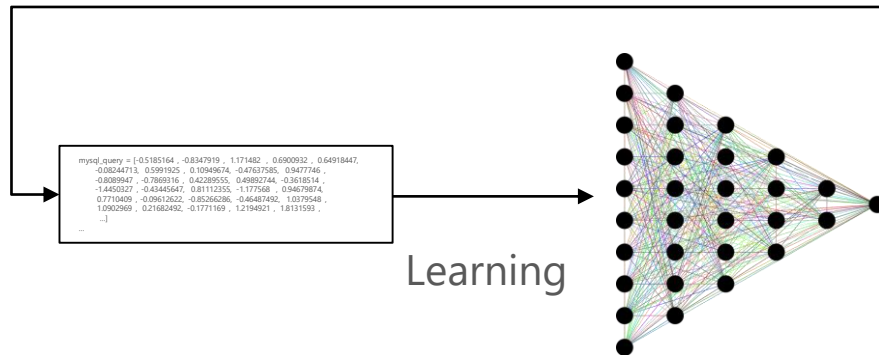 mysql_query = [-0.5185164 , -0.8347919 , 1.171482 , 0.6900932 , 0.64918447,
-0.08244713, 0.5991925 , 0.10949674, -0.47637585, 0.9477746 ,
-0.8089947 , -0.7869316 , 0.42289555, 0.49892744, -0.3618514 ,
-1.4450327 , -0.43445647, 0.81112355, -1.177568 , 0.94679874,
0.7710409 , -0.09612622, -0.85266286, -0.46487492, 1.0379548 ,
1.0902969 , 0.21682492, -0.1771169 , 1.2194921 , 1.8131593 ,
...]
...
Learning